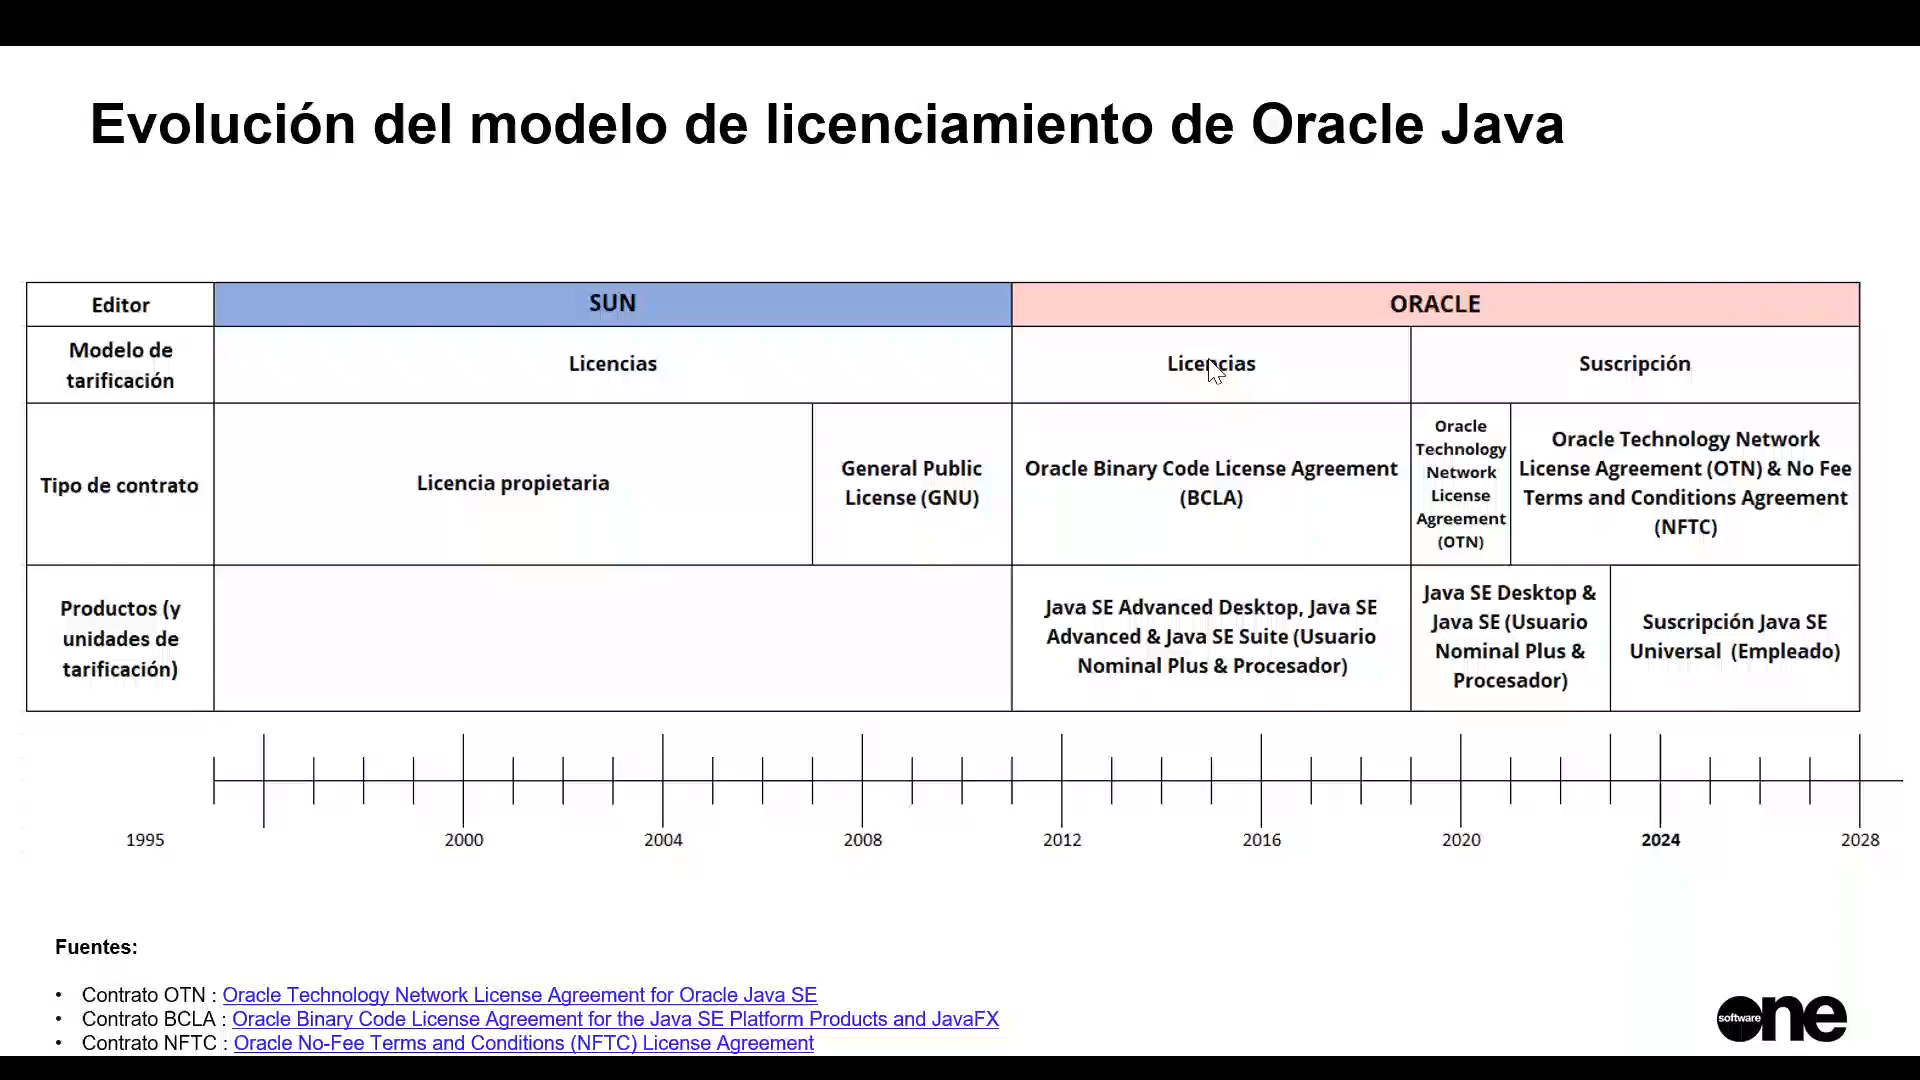 Evolución del modelo de licenciamiento de Oracle Java
Editor
SUN
ORACLE
Modelo de
tarificación
Licencias
Licencias
Suscripción
Tipo de contrato
Licencia propietaria
General Public
License (GNU)
Oracle Binary Code License Agreement
(BCLA)
Oracle
Technology
Network
License
Agreement
(OTN)
Oracle Technology Network
License Agreement (OTN) & No Fee
Terms and Conditions Agreement
(NFTC)
Productos (y
unidades de
tarificación)
Java SE Advanced Desktop, Java SE
Advanced & Java SE Suite (Usuario
Nominal Plus & Procesador)
Java SE Desktop &
Java SE (Usuario
Nominal Plus &
Procesador)
Suscripción Java SE
Universal (Empleado)
1995
2000
2004
2008
2012
2016
2020
2024
2028
Fuentes:
• Contrato OTN : Oracle Technology Network License Agreement for Oracle Java SE
• Contrato BCLA : Oracle Binary Code License Agreement for the Java SE Platform Products and JavaFX
• Contrato NFTC : Oracle No-Fee Terms and Conditions (NFTC) License Agreement
software one